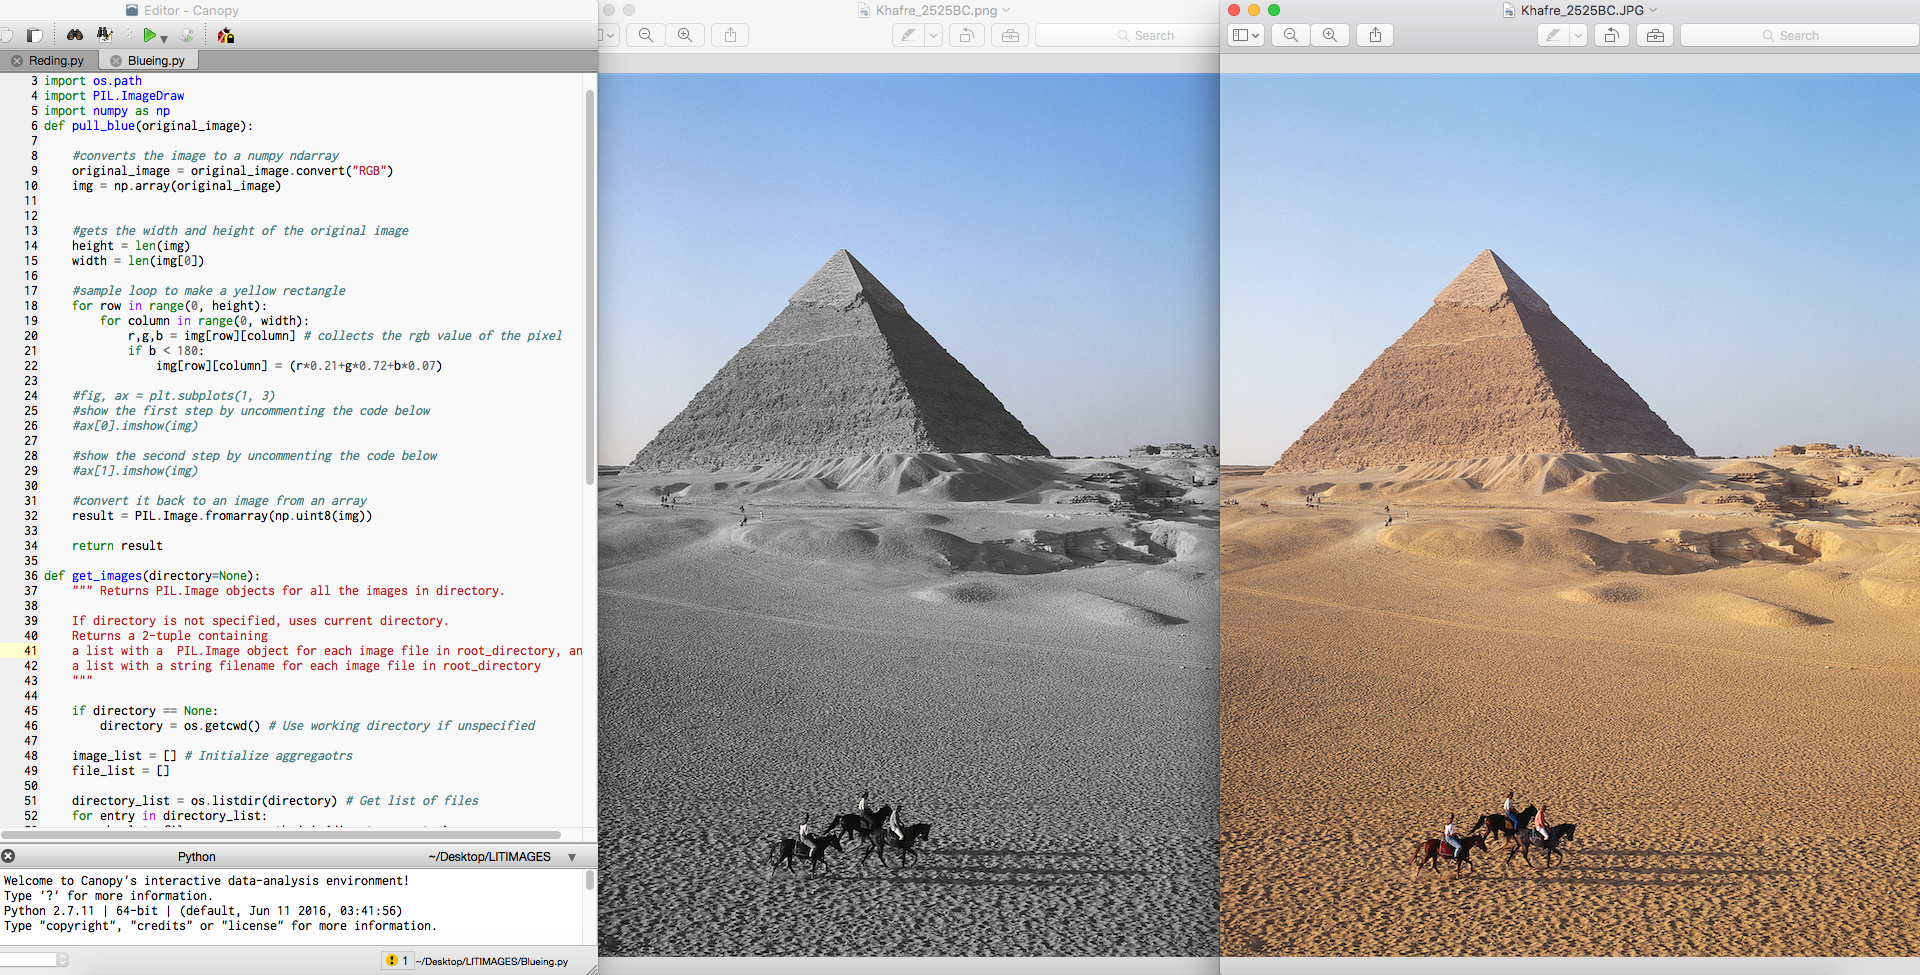 Editor - Canopy
Reding.py
Blueing.py
3 import os.path
4 import PIL.ImageDraw
5 import numpy as np
6 def pull_blue(original_image):
7
8 #converts the image to a numpy ndarray
9 original_image = original_image.convert("RGB")
10 img = np.array(original_image)
11
12
13 #gets the width and height of the original image
14 height = len(img)
15 width = len(img[0])
16
17 #sample loop to make a yellow rectangle
18 for row in range(0, height):
19 for column in range(0, width):
20 r,g,b = img[row][column] # collects the rgb value of the pixel
21 if b < 180:
22 img[row][column] = (r*0.21+g*0.72+b*0.07)
23
24 #fig, ax = plt.subplots(1, 3)
25 #show the first step by uncommenting the code below
26 #ax[0].imshow(img)
27
28 #show the second step by uncommenting the code below
29 #ax[1].imshow(img)
30
31 #convert it back to an image from an array
32 result = PIL.Image.fromarray(np.uint8(img))
33
34 return result
35
36 def get_images(directory=None):
37 """ Returns PIL.Image objects for all the images in directory.
38
39 If directory is not specified, uses current directory.
40 Returns a 2-tuple containing
41 a list with a  PIL.Image object for each image file in root_directory, an
42 a list with a string filename for each image file in root_directory
43 """
44
45 if directory == None:
46 directory = os.getcwd() # Use working directory if unspecified
47
48 image_list = [] # Initialize aggregaotrs
49 file_list = []
50
51 directory_list = os.listdir(directory) # Get list of files
52 for entry in directory_list:
Python
~/Desktop/LITIMAGES
Welcome to Canopy's interactive data-analysis environment!
Type '?' for more information.
Python 2.7.11 | 64-bit | (default, Jun 11 2016, 03:41:56)
Type "copyright", "credits" or "license" for more information.
1 ~/Desktop/LITIMAGES/Blueing.py
Khafre_2525BC.png
Search
Khafre_2525BC.JPG
Search